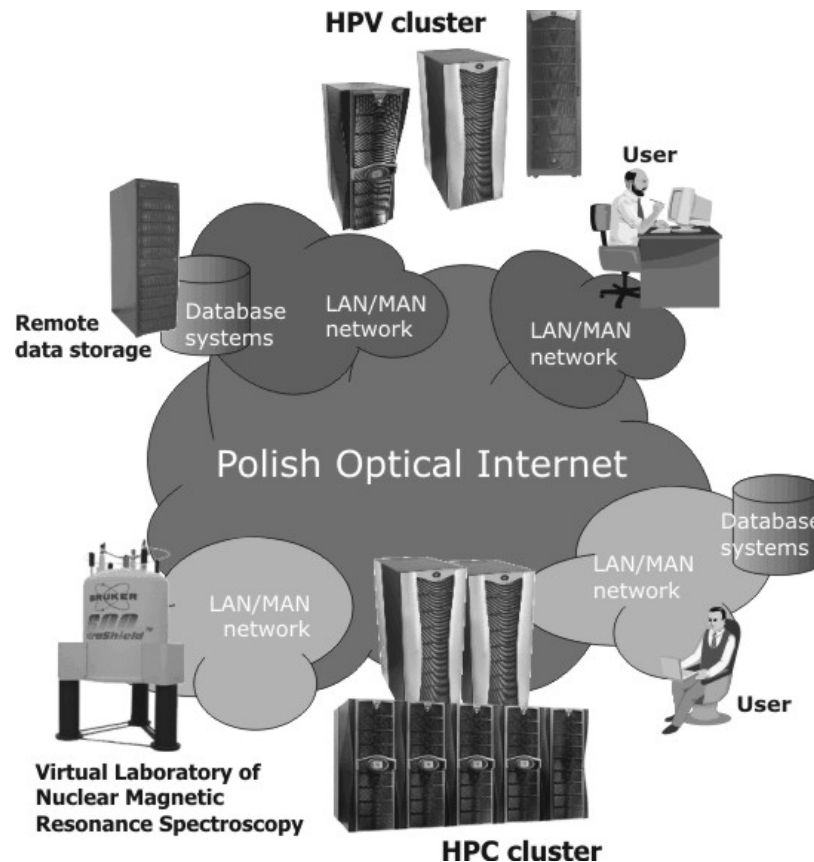 HPV cluster
User
Database
systems
LAN/MAN
network
LAN/MAN
network
Remote
data storage
Polish Optical Internet
Database
systems
LAN/MAN
network
LAN/MAN
network
BRUKER
User
Virtual Laboratory of
Nuclear Magnetic
Resonance Spectroscopy
HPC cluster